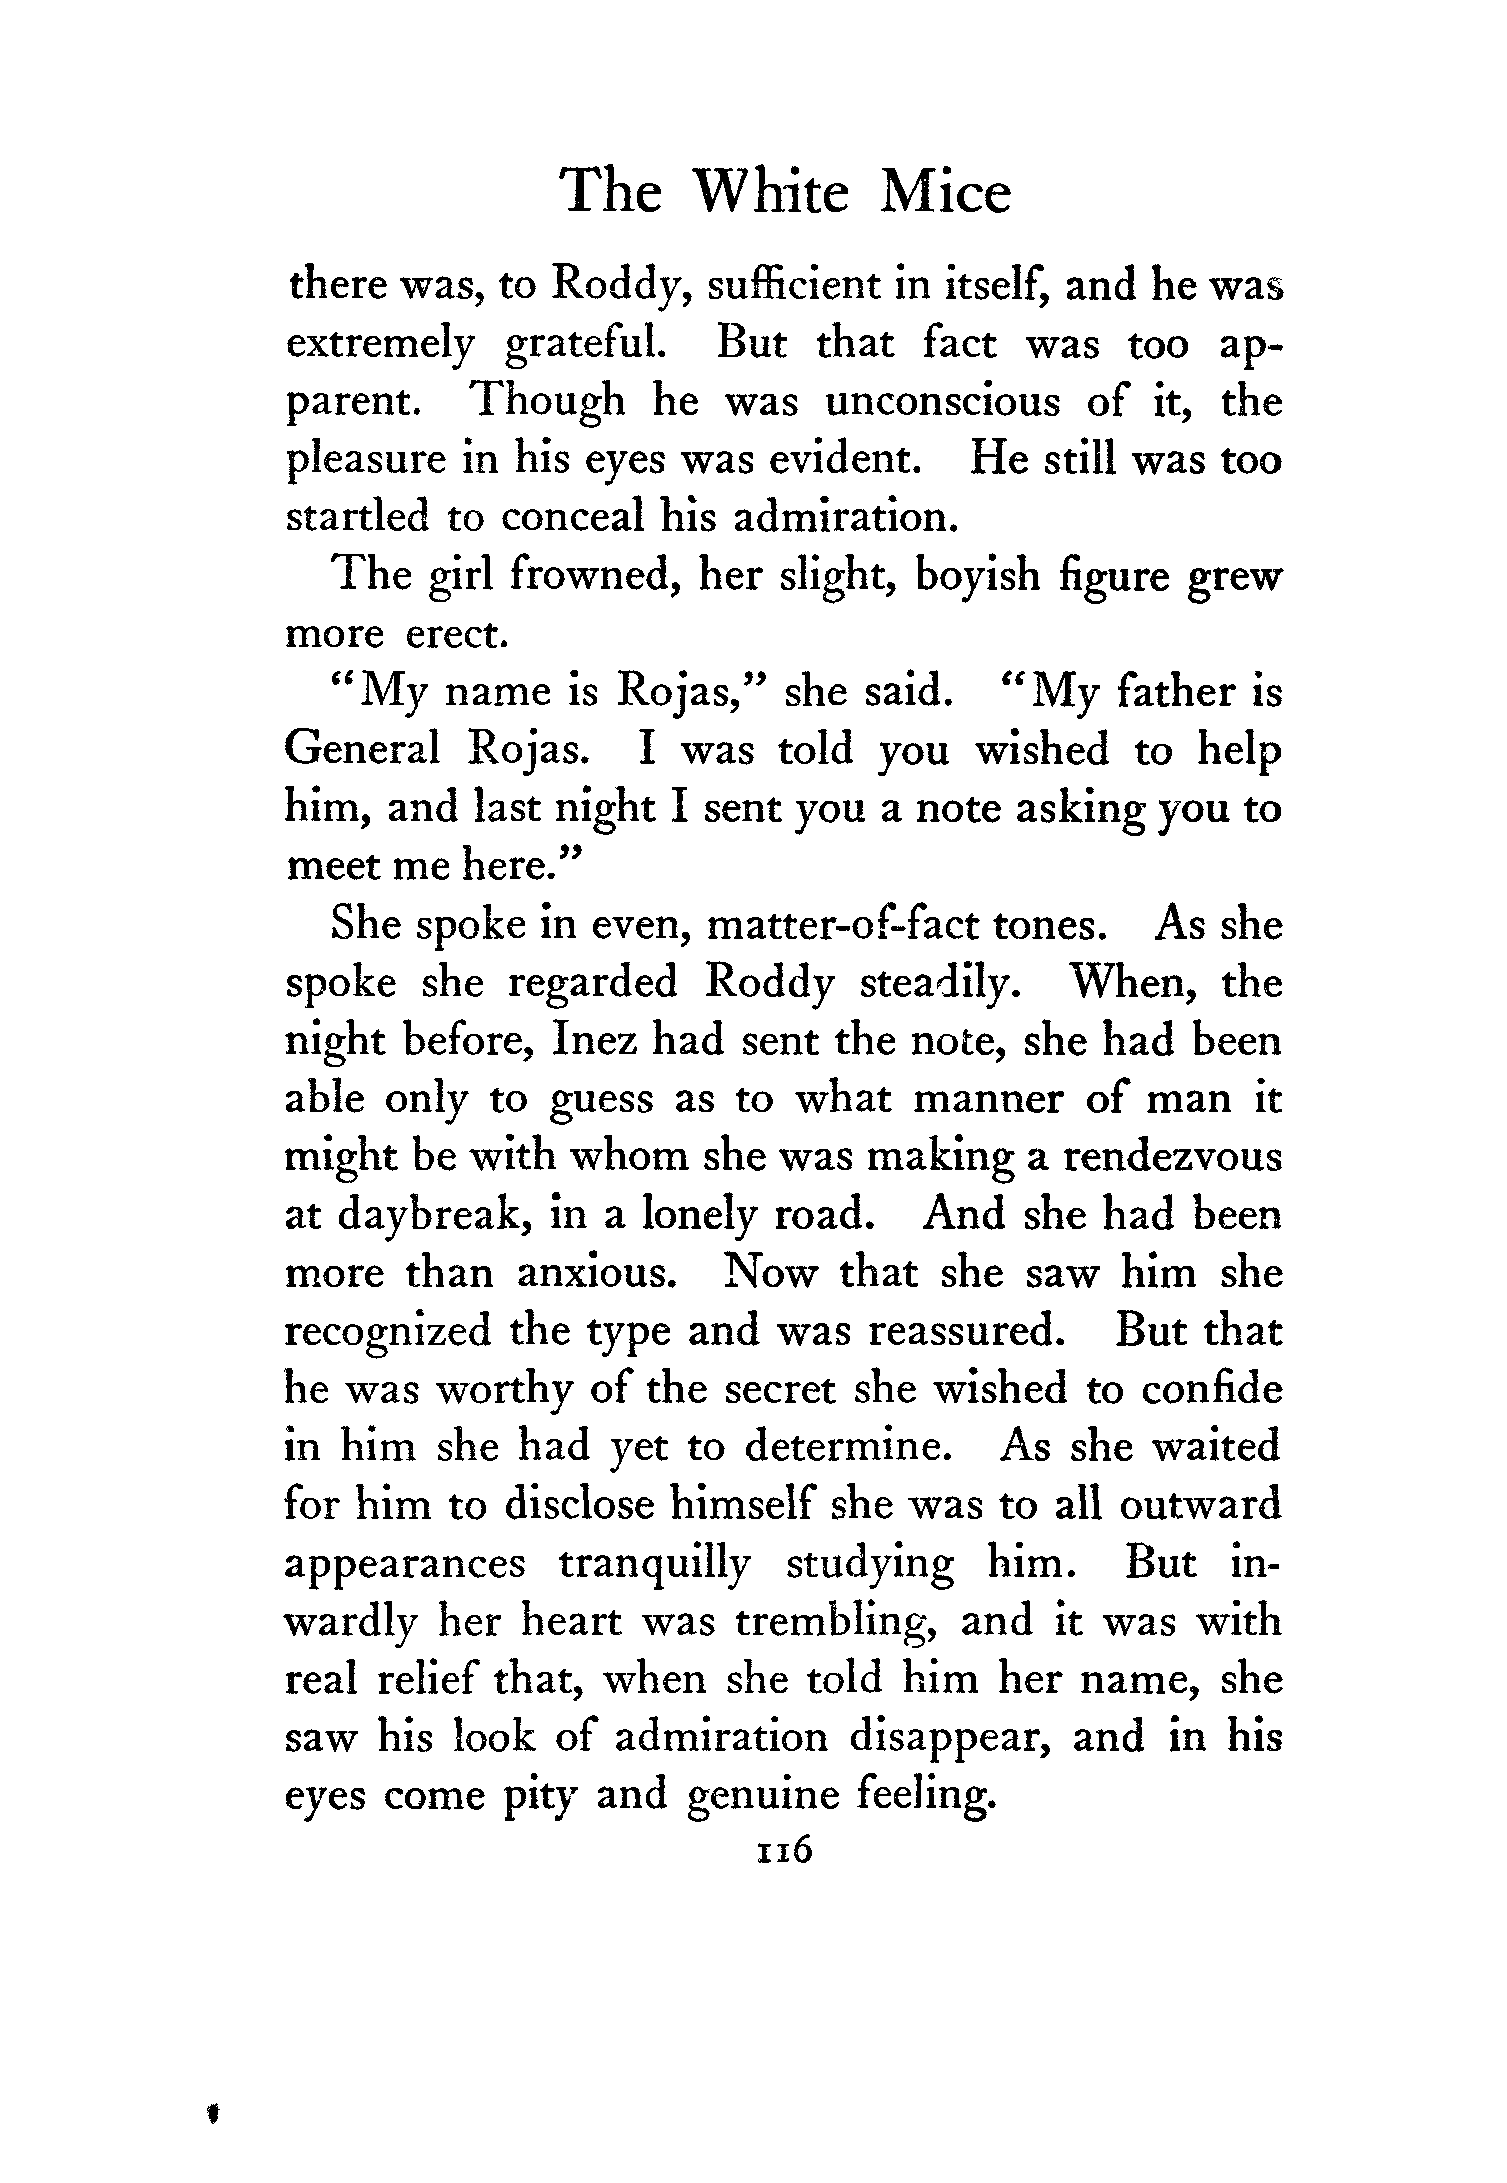 The White Mice
there was, to Roddy, sufficient in itself, and he was
extremely grateful. But that fact was too ap-
parent. Though he was unconscious of it, the
pleasure in his eyes was evident. He still was too
startled to conceal his admiration.
The girl frowned, her slight, boyish figure grew
more erect.
“My name is Rojas,” she said. “My father is
General Rojas. I was told you wished to help
him, and last night I sent you a note asking you to
meet me here.”
She spoke in even, matter-of-fact tones. As she
spoke she regarded Roddy steadily. When, the
night before, Inez had sent the note, she had been
able only to guess as to what manner of man it
might be with whom she was making a rendezvous
at daybreak, in a lonely road. And she had been
more than anxious. Now that she saw him she
recognized the type and was reassured. But that
he was worthy of the secret she wished to confide
in him she had yet to determine. As she waited
for him to disclose himself she was to all outward
appearances tranquilly studying him. But in-
wardly her heart was trembling, and it was with
real relief that, when she told him her name, she
saw his look of admiration disappear, and in his
eyes come pity and genuine feeling.
116